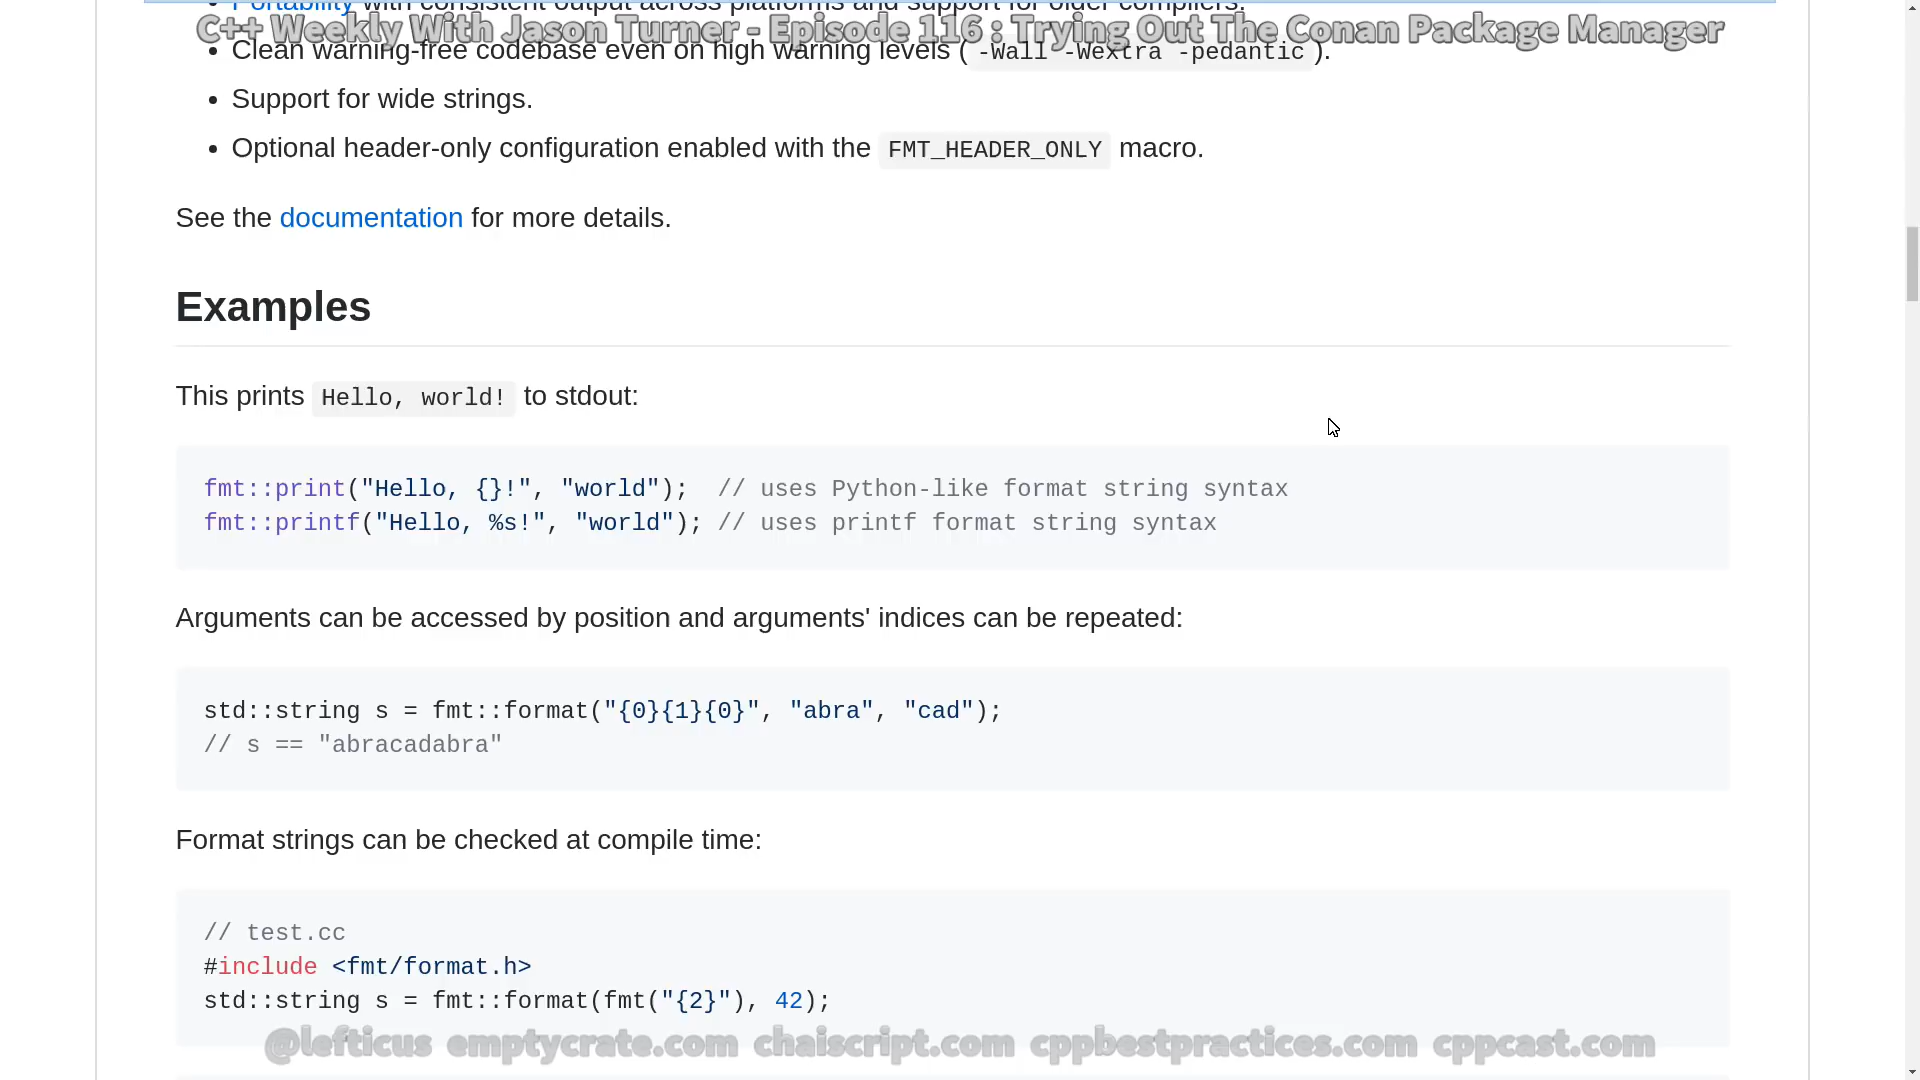 Portability with consistent output across platforms and support for older compilers.
C++ Weekly With Jason Turner - Episode 116 : Trying Out The Conan Package Manager
Clean warning-free codebase even on high warning levels ( -Wall -Wextra -pedantic ).
Support for wide strings.
Optional header-only configuration enabled with the FMT_HEADER_ONLY macro.
See the documentation for more details.
Examples
This prints Hello, world! to stdout:
fmt::print("Hello, {}!", "world");  // uses Python-like format string syntax
fmt::printf("Hello, %s!", "world"); // uses printf format string syntax
Arguments can be accessed by position and arguments' indices can be repeated:
std::string s = fmt::format("{0}{1}{0}", "abra", "cad");
// s == "abracadabra"
Format strings can be checked at compile time:
// test.cc
#include <fmt/format.h>
std::string s = fmt::format(fmt("{2}"), 42);
@lefticus emptycrate.com chaiscript.com cppbestpractices.com cppcast.com